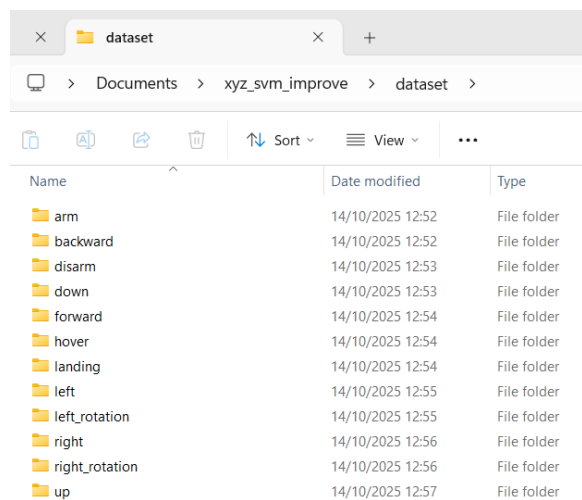 dataset
Documents > xyz_svm_improve > dataset >
Sort View
Name Date modified Type
arm 14/10/2025 12:52 File folder
backward 14/10/2025 12:52 File folder
disarm 14/10/2025 12:53 File folder
down 14/10/2025 12:53 File folder
forward 14/10/2025 12:54 File folder
hover 14/10/2025 12:54 File folder
landing 14/10/2025 12:54 File folder
left 14/10/2025 12:55 File folder
left_rotation 14/10/2025 12:55 File folder
right 14/10/2025 12:56 File folder
right_rotation 14/10/2025 12:56 File folder
up 14/10/2025 12:57 File folder